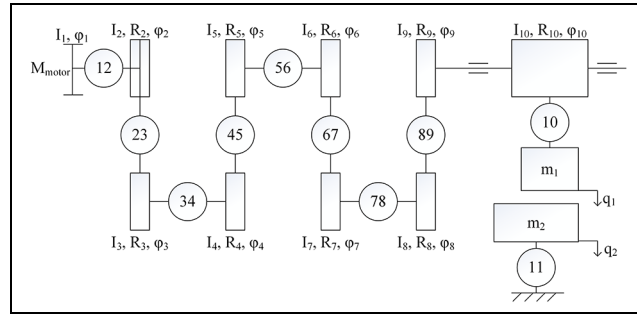 I₁, φ₁
I₂, R₂, φ₂
I₅, R₅, φ₅
I₆, R₆, φ₆
I₉, R₉, φ₉
I₁₀, R₁₀, φ₁₀
M_motor
12
56
23
45
67
89
10
m₁
q₁
34
78
m₂
q₂
I₃, R₃, φ₃
I₄, R₄, φ₄
I₇, R₇, φ₇
I₈, R₈, φ₈
11